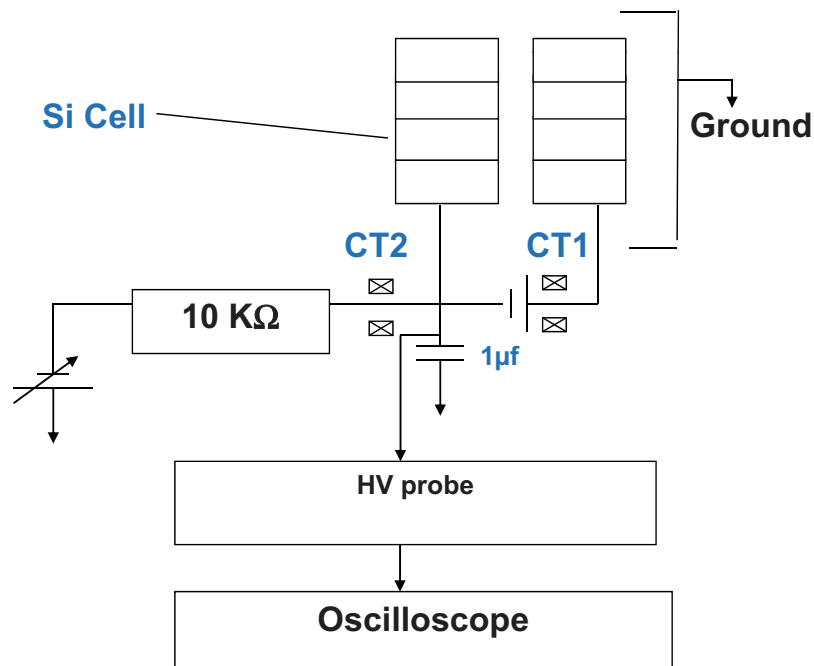 Si Cell
Ground
CT2
CT1
10 KΩ
1µf
HV probe
Oscilloscope